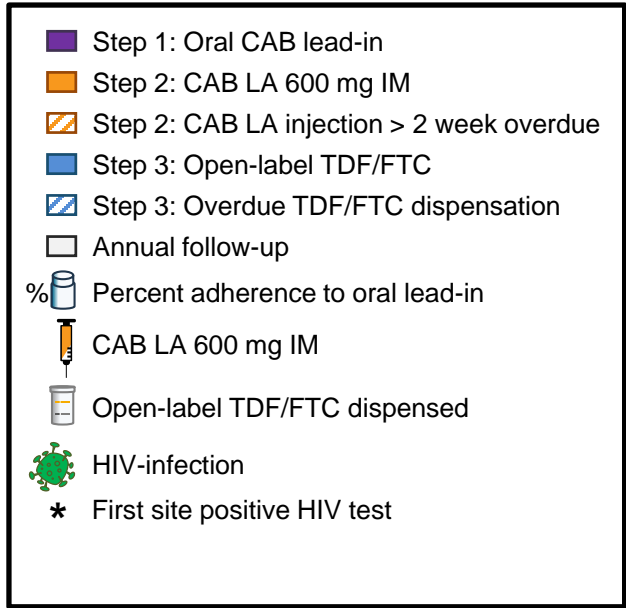 Step 1: Oral CAB lead-in
Step 2: CAB LA 600 mg IM
Step 2: CAB LA injection > 2 week overdue
Step 3: Open-label TDF/FTC
Step 3: Overdue TDF/FTC dispensation
Annual follow-up
% Percent adherence to oral lead-in
CAB LA 600 mg IM
Open-label TDF/FTC dispensed
HIV-infection
* First site positive HIV test